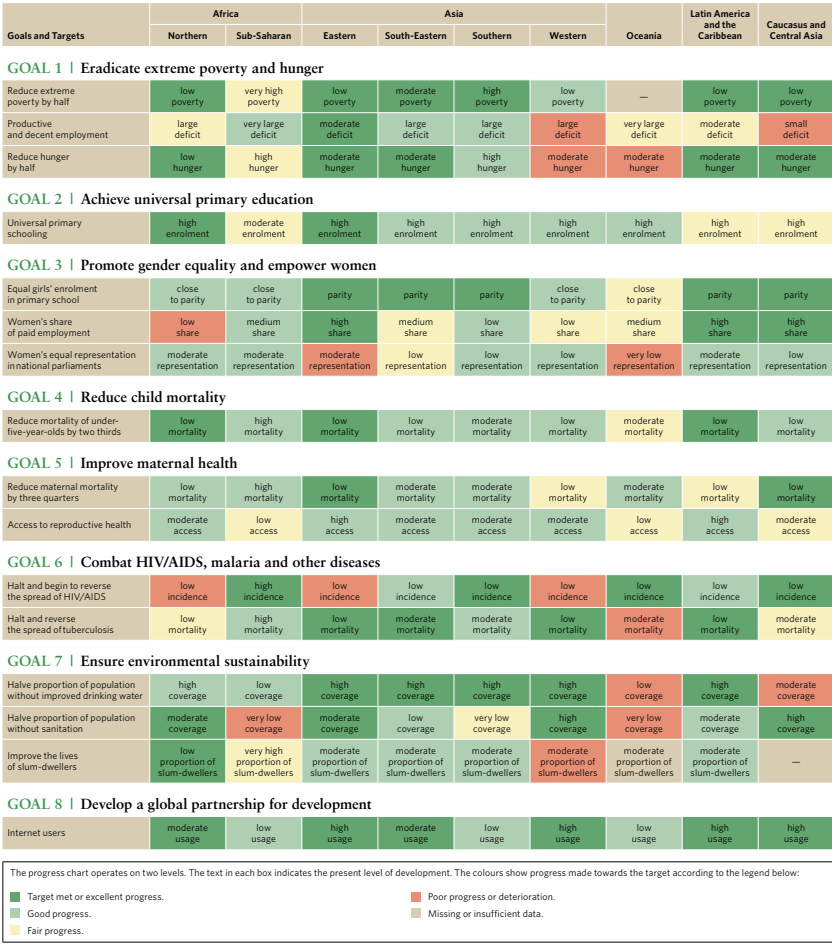 Africa Asia Latin America
and the
Caribbean Caucasus and
Central Asia
Goals and Targets Northern Sub-Saharan Eastern South-Eastern Southern Western Oceania
GOAL 1 | Eradicate extreme poverty and hunger
Reduce extreme low very high low moderate high low — low low
poverty by half poverty poverty poverty poverty poverty poverty poverty poverty
Productive large very large moderate large large large very large moderate small
and decent employment deficit deficit deficit deficit deficit deficit deficit deficit deficit
Reduce hunger low high moderate moderate high moderate moderate moderate moderate
by half hunger hunger hunger hunger hunger hunger hunger hunger hunger
GOAL 2 | Achieve universal primary education
Universal primary high moderate high high high high high high high
schooling enrolment enrolment enrolment enrolment enrolment enrolment enrolment enrolment enrolment
GOAL 3 | Promote gender equality and empower women
Equal girls' enrolment close close parity parity parity close close parity parity
in primary school to parity to parity to parity to parity
Women's share low medium high medium low low medium high high
of paid employment share share share share share share share share share
Women's equal representation moderate moderate moderate low low low very low moderate low
in national parliaments representation representation representation representation representation representation representation representation representation
GOAL 4 | Reduce child mortality
Reduce mortality of under- low high low low moderate low moderate low low
five-year-olds by two thirds mortality mortality mortality mortality mortality mortality mortality mortality mortality
GOAL 5 | Improve maternal health
Reduce maternal mortality low high low moderate moderate low moderate low low
by three quarters mortality mortality mortality mortality mortality mortality mortality mortality mortality
Access to reproductive health moderate low high moderate moderate moderate low high moderate
access access access access access access access access access
GOAL 6 | Combat HIV/AIDS, malaria and other diseases
Halt and begin to reverse low high low low low low low low low
the spread of HIV/AIDS incidence incidence incidence incidence incidence incidence incidence incidence incidence
Halt and reverse low high low moderate moderate low moderate low moderate
the spread of tuberculosis mortality mortality mortality mortality mortality mortality mortality mortality mortality
GOAL 7 | Ensure environmental sustainability
Halve proportion of population high low high high high high low high moderate
without improved drinking water coverage coverage coverage coverage coverage coverage coverage coverage coverage
Halve proportion of population moderate very low moderate low very low high very low moderate high
without sanitation coverage coverage coverage coverage coverage coverage coverage coverage coverage
Improve the lives low very high moderate moderate moderate moderate moderate moderate —
of slum-dwellers proportion of proportion of proportion of proportion of proportion of proportion of proportion of proportion of
slum-dwellers slum-dwellers slum-dwellers slum-dwellers slum-dwellers slum-dwellers slum-dwellers slum-dwellers
GOAL 8 | Develop a global partnership for development
Internet users moderate low high moderate low high low high high
usage usage usage usage usage usage usage usage usage
The progress chart operates on two levels. The text in each box indicates the present level of development. The colours show progress made towards the target according to the legend below:
Target met or excellent progress. Poor progress or deterioration.
Good progress. Missing or insufficient data.
Fair progress.